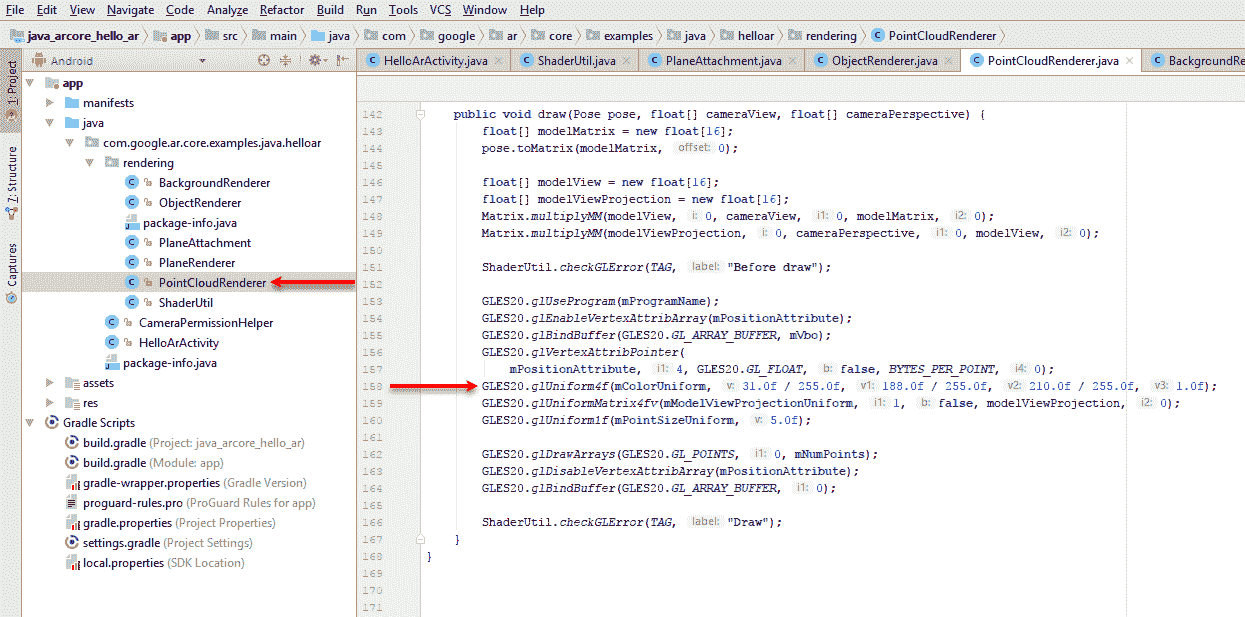 File Edit View Navigate Code Analyze Refactor Build Run Tools VCS Window Help
java_arcore_hello_ar app src main java com google ar core examples java helloar rendering PointCloudRenderer
Android
HelloArActivity.java ShaderUtil.java PlaneAttachment.java ObjectRenderer.java PointCloudRenderer.java BackgroundRe
1: Project
7: Structure
Captures
app
manifests
java
com.google.ar.core.examples.java.helloar
rendering
BackgroundRenderer
ObjectRenderer
package-info.java
PlaneAttachment
PlaneRenderer
PointCloudRenderer
ShaderUtil
CameraPermissionHelper
HelloArActivity
package-info.java
assets
res
Gradle Scripts
build.gradle (Project: java_arcore_hello_ar)
build.gradle (Module: app)
gradle-wrapper.properties (Gradle Version)
proguard-rules.pro (ProGuard Rules for app)
gradle.properties (Project Properties)
settings.gradle (Project Settings)
local.properties (SDK Location)
142 public void draw(Pose pose, float[] cameraView, float[] cameraPerspective) {
143 float[] modelMatrix = new float[16];
144 pose.toMatrix(modelMatrix, offset: 0);
145
146 float[] modelView = new float[16];
147 float[] modelViewProjection = new float[16];
148 Matrix.multiplyMM(modelView, i: 0, cameraView, i1: 0, modelMatrix, i2: 0);
149 Matrix.multiplyMM(modelViewProjection, i: 0, cameraPerspective, i1: 0, modelView, i2: 0);
150
151 ShaderUtil.checkGLError(TAG, label: "Before draw");
152
153 GLES20.glUseProgram(mProgramName);
154 GLES20.glEnableVertexAttribArray(mPositionAttribute);
155 GLES20.glBindBuffer(GLES20.GL_ARRAY_BUFFER, mVbo);
156 GLES20.glVertexAttribPointer(
157 mPositionAttribute, i1: 4, GLES20.GL_FLOAT, b: false, BYTES_PER_POINT, i4: 0);
158 GLES20.glUniform4f(mColorUniform, v: 31.0f / 255.0f, v1: 188.0f / 255.0f, v2: 210.0f / 255.0f, v3: 1.0f);
159 GLES20.glUniformMatrix4fv(mModelViewProjectionUniform, i1: 1, b: false, modelViewProjection, i2: 0);
160 GLES20.glUniform1f(mPointSizeUniform, v: 5.0f);
161
162 GLES20.glDrawArrays(GLES20.GL_POINTS, i1: 0, mNumPoints);
163 GLES20.glDisableVertexAttribArray(mPositionAttribute);
164 GLES20.glBindBuffer(GLES20.GL_ARRAY_BUFFER, i1: 0);
165
166 ShaderUtil.checkGLError(TAG, label: "Draw");
167 }
168 }
169
170
171